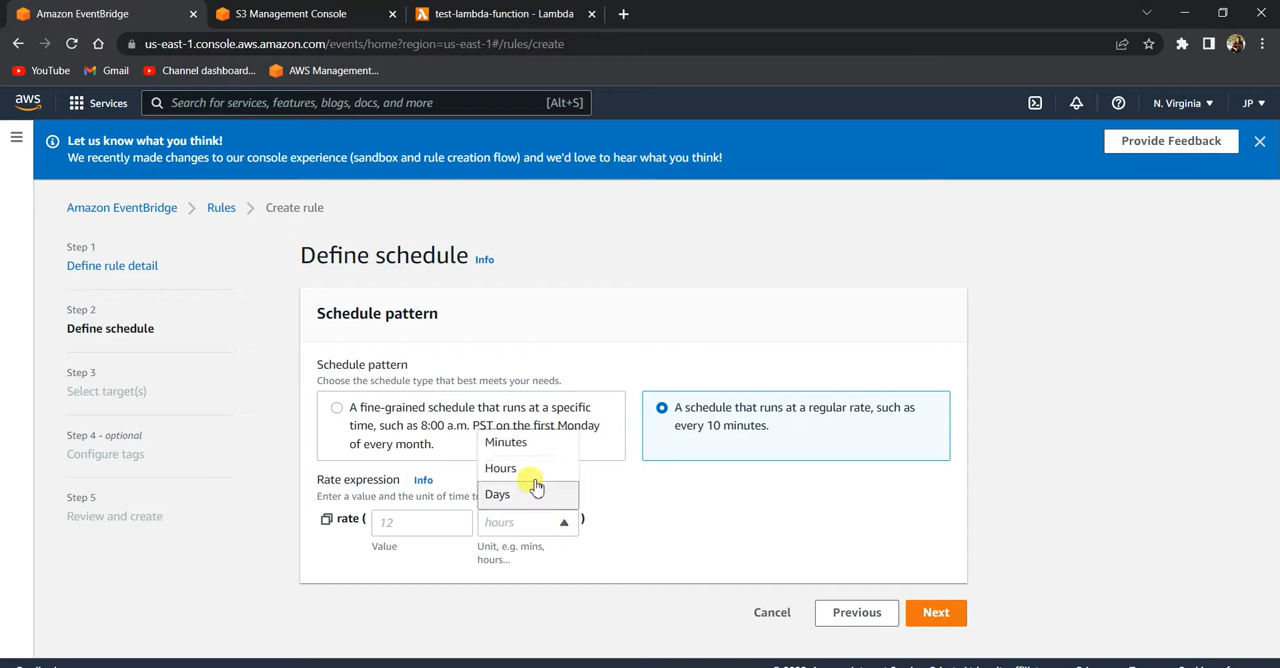 Amazon EventBridge
S3 Management Console
test-lambda-function - Lambda
us-east-1.console.aws.amazon.com/events/home?region=us-east-1#/rules/create
YouTube
Gmail
Channel dashboard...
AWS Management...
aws
Services
Search for services, features, blogs, docs, and more
[Alt+S]
N. Virginia
JP
Let us know what you think!
We recently made changes to our console experience (sandbox and rule creation flow) and we'd love to hear what you think!
Provide Feedback
Amazon EventBridge
Rules
Create rule
Step 1
Define rule detail
Step 2
Define schedule
Step 3
Select target(s)
Step 4 - optional
Configure tags
Step 5
Review and create
Define schedule Info
Schedule pattern
Schedule pattern
Choose the schedule type that best meets your needs.
A fine-grained schedule that runs at a specific
time, such as 8:00 a.m. PST on the first Monday
of every month.
A schedule that runs at a regular rate, such as
every 10 minutes.
Minutes
Hours
Days
Rate expression Info
Enter a value and the unit of time
rate ( 12 hours )
Value
Unit, e.g. mins,
hours...
Cancel
Previous
Next